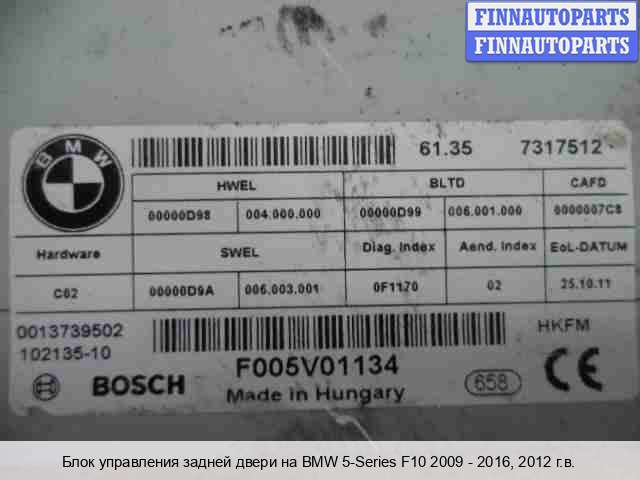 FINNAUTOPARTS
FINNAUTOPARTS
BMW
61.35 7317512
HWEL BLTD CAFD
00000D98 004.000.000 00000D99 006.001.000 0000007C8
Hardware SWEL Diag. Index Aend. Index EoL-DATUM
C62 00000D9A 006.003.001 0F1170 02 25.10.11
0013739502 HKFM
102135-10
F005V01134
BOSCH Made in Hungary 658 CE
Блок управления задней двери на BMW 5-Series F10 2009 - 2016, 2012 г.в.